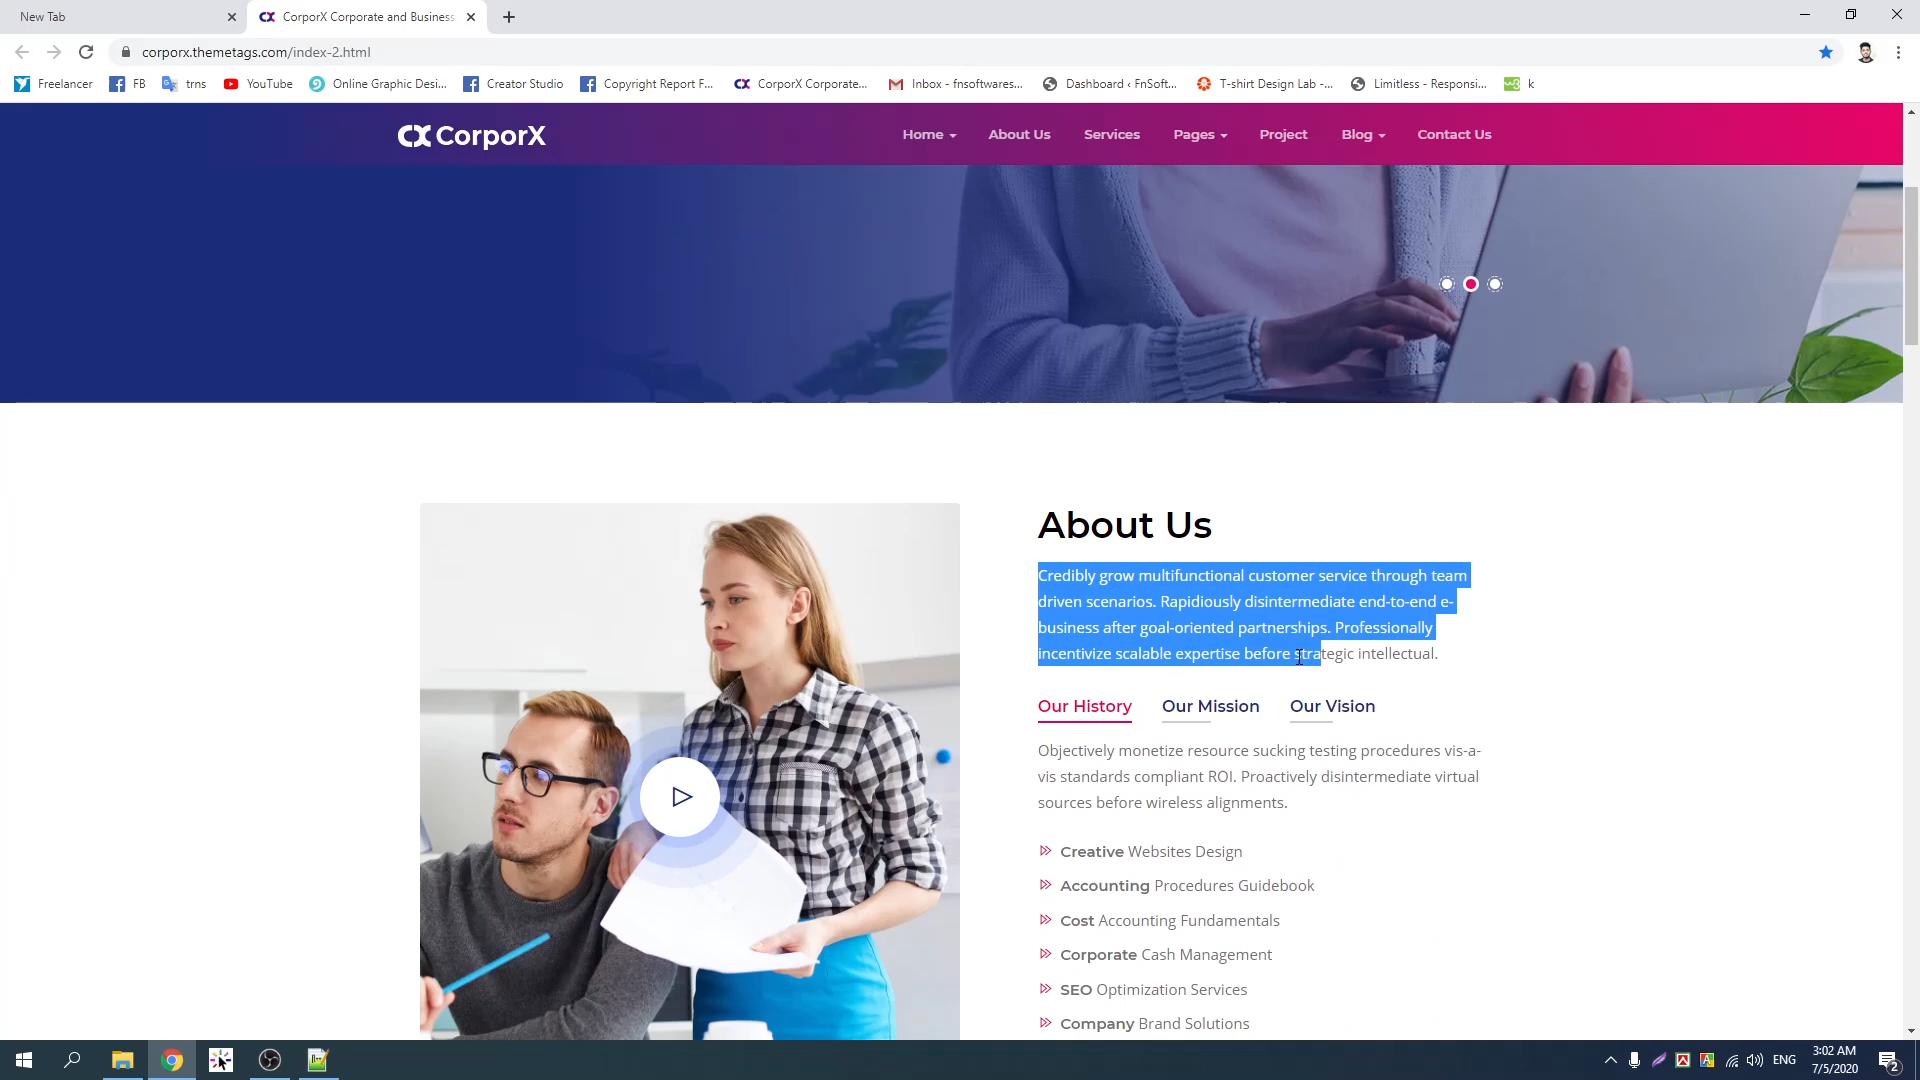 New Tab
CorporX Corporate and Business
corporx.themetags.com/index-2.html
Freelancer
FB
trns
YouTube
Online Graphic Desi...
Creator Studio
Copyright Report F...
CorporX Corporate...
Inbox - fnsoftwares...
Dashboard ‹ FnSoft...
T-shirt Design Lab -...
Limitless - Responsi...
k
CX CorporX
Home
About Us
Services
Pages
Project
Blog
Contact Us
About Us
Credibly grow multifunctional customer service through team
driven scenarios. Rapidiously disintermediate end-to-end e-
business after goal-oriented partnerships. Professionally
incentivize scalable expertise before strategic intellectual.
Our History
Our Mission
Our Vision
Objectively monetize resource sucking testing procedures vis-a-
vis standards compliant ROI. Proactively disintermediate virtual
sources before wireless alignments.
Creative Websites Design
Accounting Procedures Guidebook
Cost Accounting Fundamentals
Corporate Cash Management
SEO Optimization Services
Company Brand Solutions
ENG
3:02 AM
7/5/2020
2